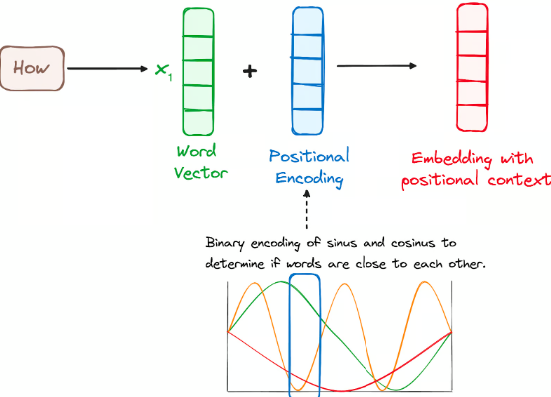 How
x₁
+
Word
Vector
Positional
Encoding
Embedding with
positional context
Binary encoding of sinus and cosinus to
determine if words are close to each other.